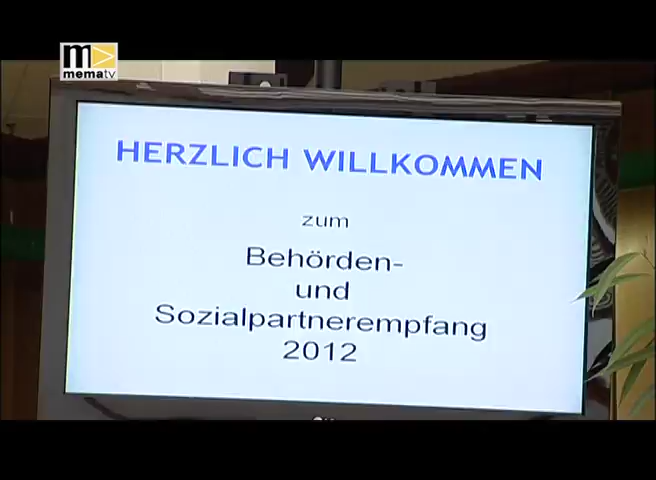 m
mematv
HERZLICH WILLKOMMEN
zum
Behörden-
und
Sozialpartnerempfang
2012